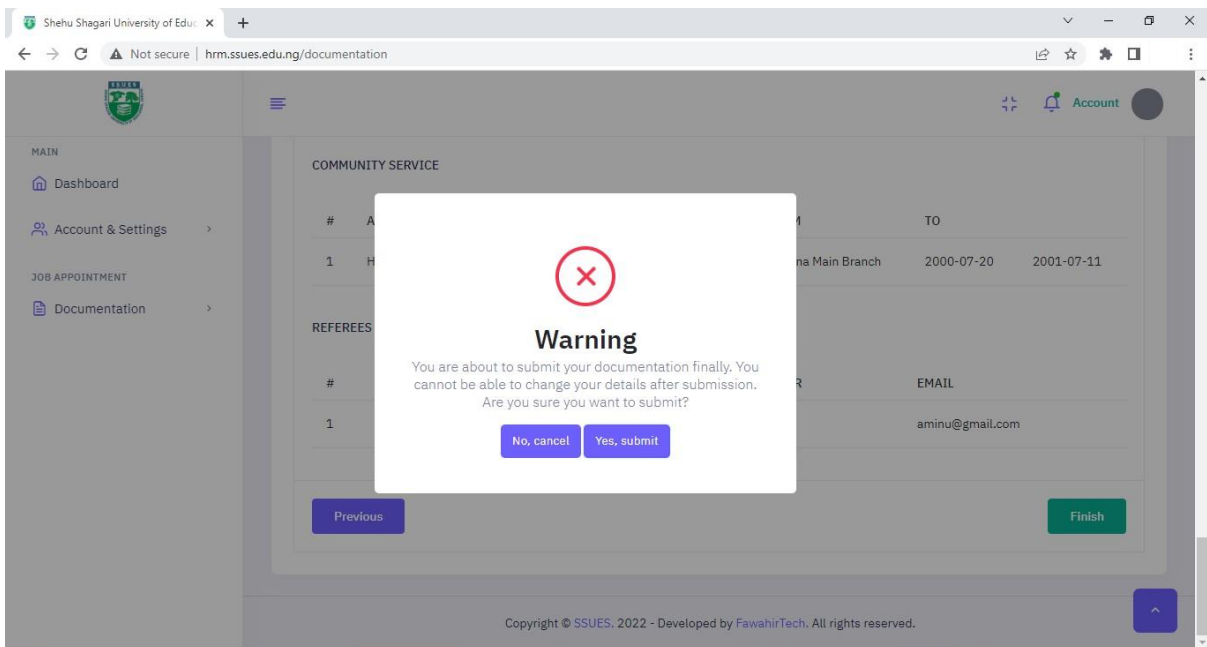 Shehu Shagari University of Educ
Not secure | hrm.ssues.edu.ng/documentation
SSUES
Account
MAIN
Dashboard
Account & Settings
JOB APPOINTMENT
Documentation
COMMUNITY SERVICE
# A M TO
1 H na Main Branch 2000-07-20 2001-07-11
REFEREES
# R EMAIL
1 aminu@gmail.com
Warning
You are about to submit your documentation finally. You
cannot be able to change your details after submission.
Are you sure you want to submit?
No, cancel Yes, submit
Previous Finish
Copyright © SSUES. 2022 - Developed by FawahirTech. All rights reserved.